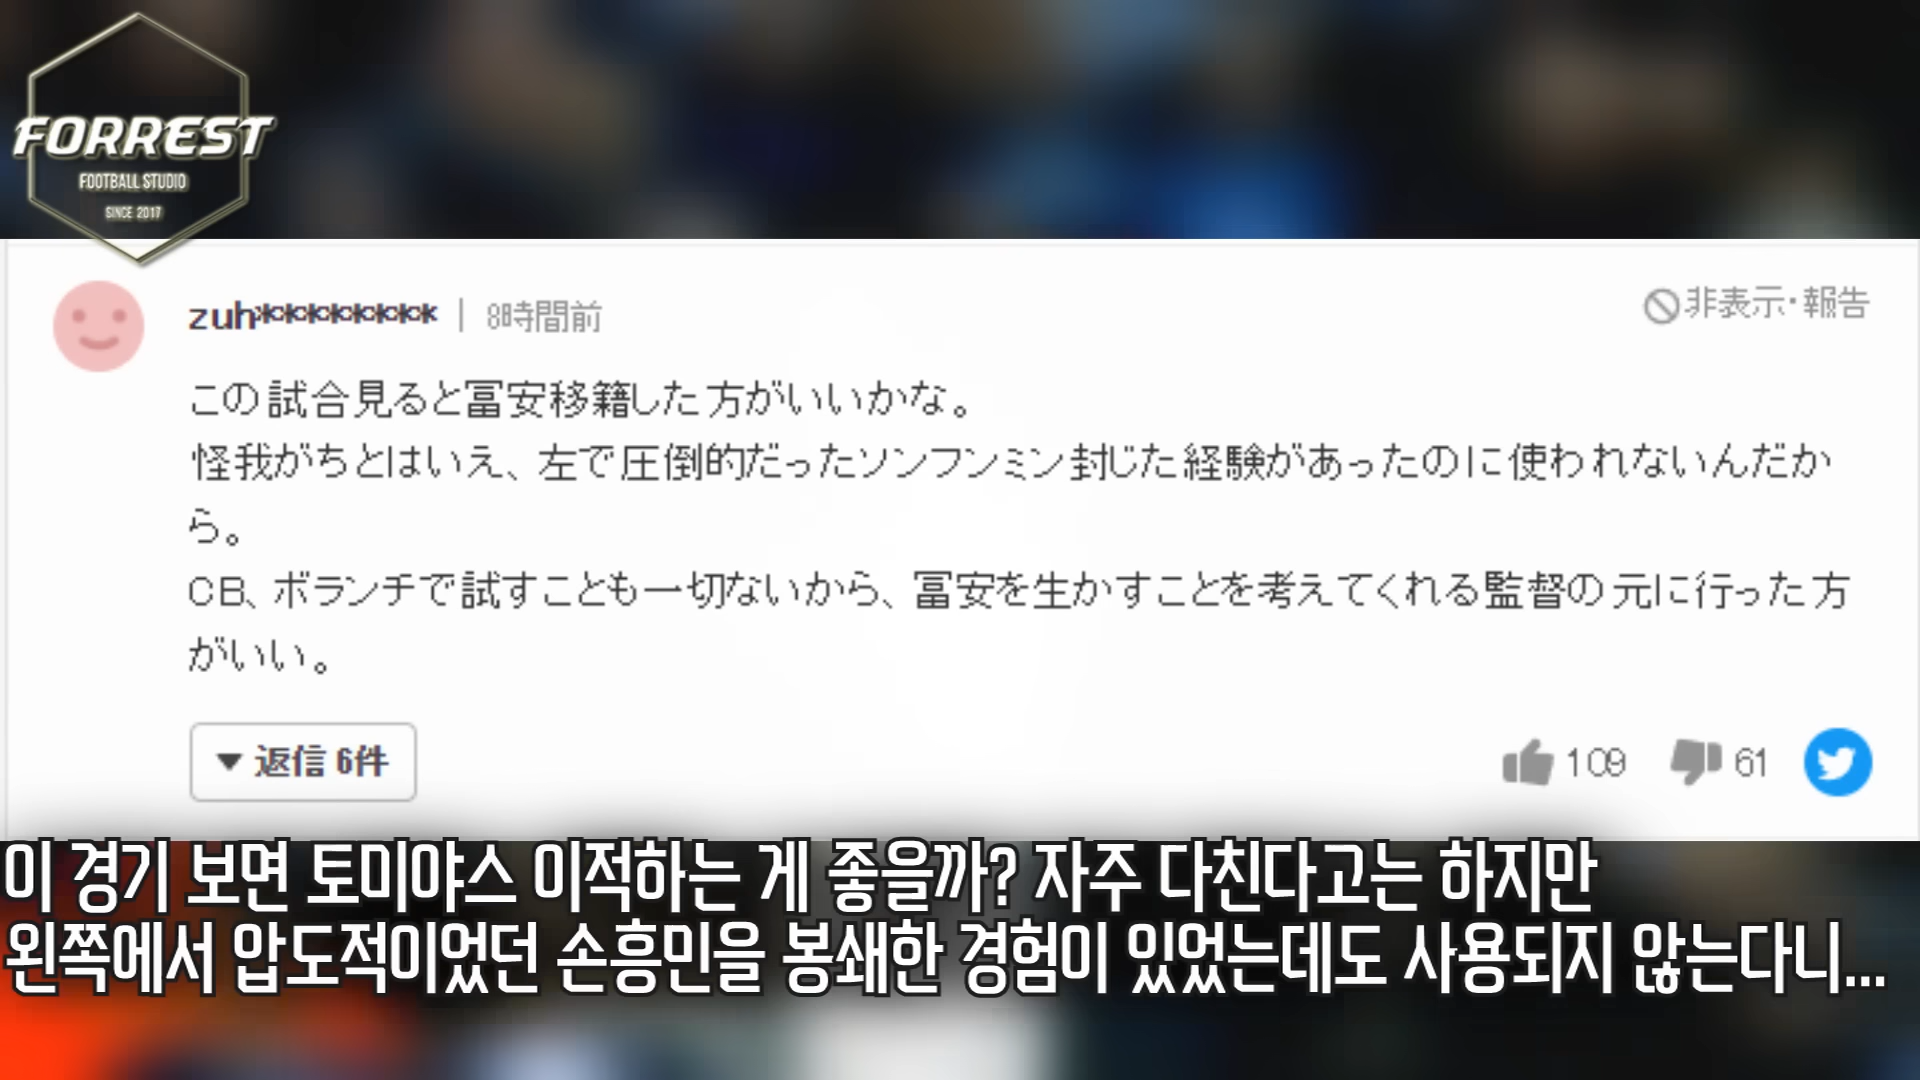 FORREST
FOOTBALL STUDIO
SINCE 2017
zuh********* | 8時間前
非表示・報告
この試合見ると冨安移籍した方がいいかな。
怪我がちとはいえ、左で圧倒的だったソンフンミン封じた経験があったのに使われないんだか
ら。
CB、ボランチで試すことも一切ないから、冨安を生かすことを考えてくれる監督の元に行った方
がいい。
返信 6件
109
61
이 경기 보면 토미야스 이적하는 게 좋을까? 자주 다친다고는 하지만
왼쪽에서 압도적이었던 손흥민을 봉쇄한 경험이 있었는데도 사용되지 않는다니...